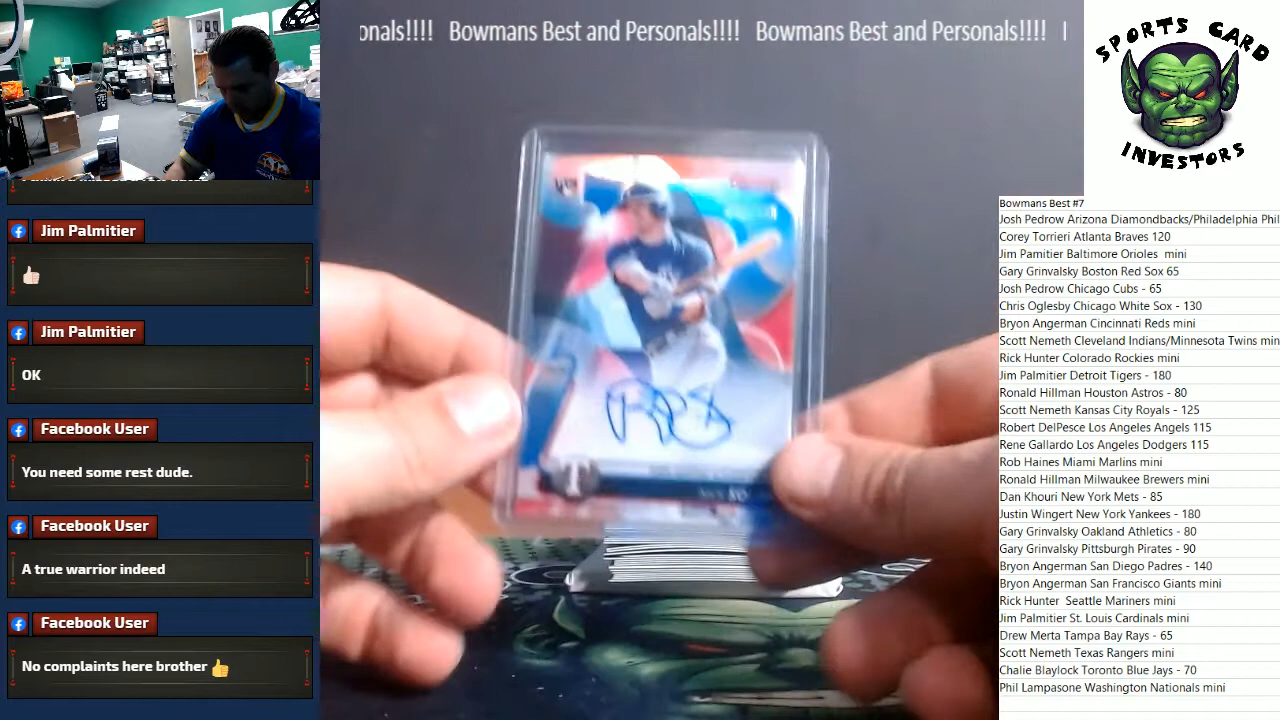 onals!!!! Bowmans Best and Personals!!!! Bowmans Best and Personals!!!!
SPORTS CARD
INVESTORS
Jim Palmitier
👍🏻
Jim Palmitier
OK
Facebook User
You need some rest dude.
Facebook User
A true warrior indeed
Facebook User
No complaints here brother 👍
Bowmans Best #7
Josh Pedrow Arizona Diamondbacks/Philadelphia Phil
Corey Torrieri Atlanta Braves 120
Jim Pamitier Baltimore Orioles mini
Gary Grinvalsky Boston Red Sox 65
Josh Pedrow Chicago Cubs - 65
Chris Oglesby Chicago White Sox - 130
Bryon Angerman Cincinnati Reds mini
Scott Nemeth Cleveland Indians/Minnesota Twins min
Rick Hunter Colorado Rockies mini
Jim Palmitier Detroit Tigers - 180
Ronald Hillman Houston Astros - 80
Scott Nemeth Kansas City Royals - 125
Robert DelPesce Los Angeles Angels 115
Rene Gallardo Los Angeles Dodgers 115
Rob Haines Miami Marlins mini
Ronald Hillman Milwaukee Brewers mini
Dan Khouri New York Mets - 85
Justin Wingert New York Yankees - 180
Gary Grinvalsky Oakland Athletics - 80
Gary Grinvalsky Pittsburgh Pirates - 90
Bryon Angerman San Diego Padres - 140
Bryon Angerman San Francisco Giants mini
Rick Hunter Seattle Mariners mini
Jim Palmitier St. Louis Cardinals mini
Drew Merta Tampa Bay Rays - 65
Scott Nemeth Texas Rangers mini
Chalie Blaylock Toronto Blue Jays - 70
Phil Lampasone Washington Nationals mini